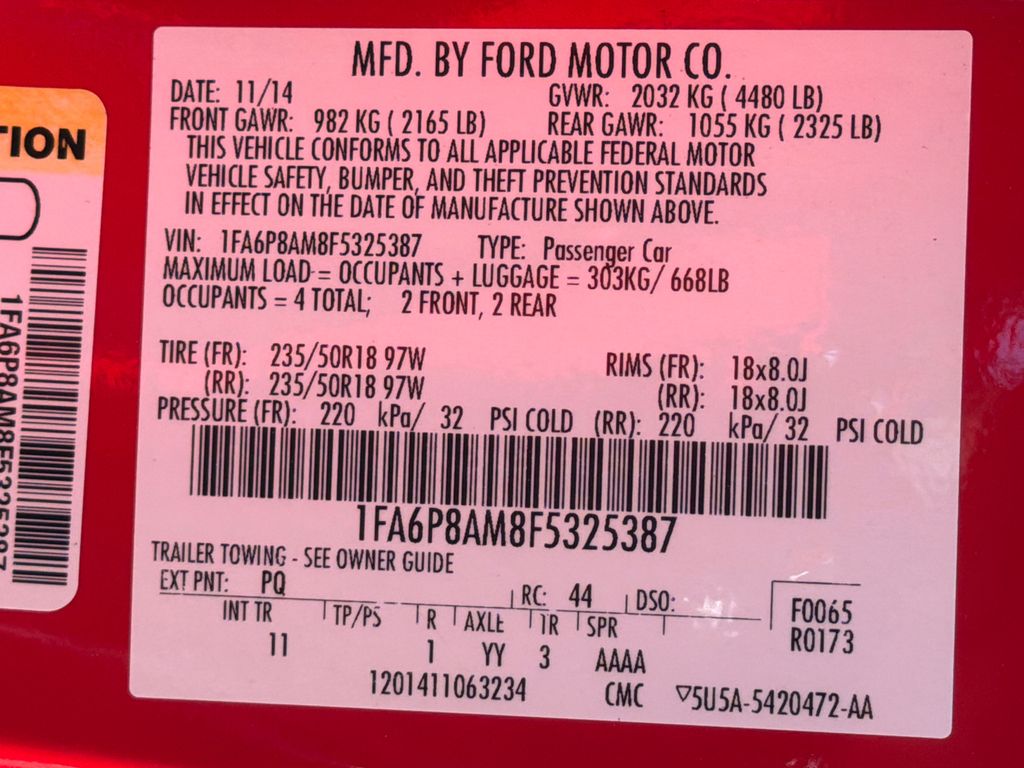 TION
1FA6P8AM8F5325387
MFD. BY FORD MOTOR CO.
DATE: 11/14 GVWR: 2032 KG ( 4480 LB)
FRONT GAWR: 982 KG ( 2165 LB) REAR GAWR: 1055 KG ( 2325 LB)
THIS VEHICLE CONFORMS TO ALL APPLICABLE FEDERAL MOTOR
VEHICLE SAFETY, BUMPER, AND THEFT PREVENTION STANDARDS
IN EFFECT ON THE DATE OF MANUFACTURE SHOWN ABOVE.
VIN: 1FA6P8AM8F5325387 TYPE: Passenger Car
MAXIMUM LOAD = OCCUPANTS + LUGGAGE = 303KG/ 668LB
OCCUPANTS = 4 TOTAL; 2 FRONT, 2 REAR
TIRE (FR): 235/50R18 97W RIMS (FR): 18x8.0J
(RR): 235/50R18 97W (RR): 18x8.0J
PRESSURE (FR): 220 kPa/ 32 PSI COLD (RR): 220 kPa/ 32 PSI COLD
1FA6P8AM8F5325387
TRAILER TOWING - SEE OWNER GUIDE
EXT PNT: PQ RC: 44 DSO: F0065
R0173
INT TR TP/PS R AXLE TR SPR
11 1 YY 3 AAAA
1201411063234 CMC ▽5U5A-5420472-AA